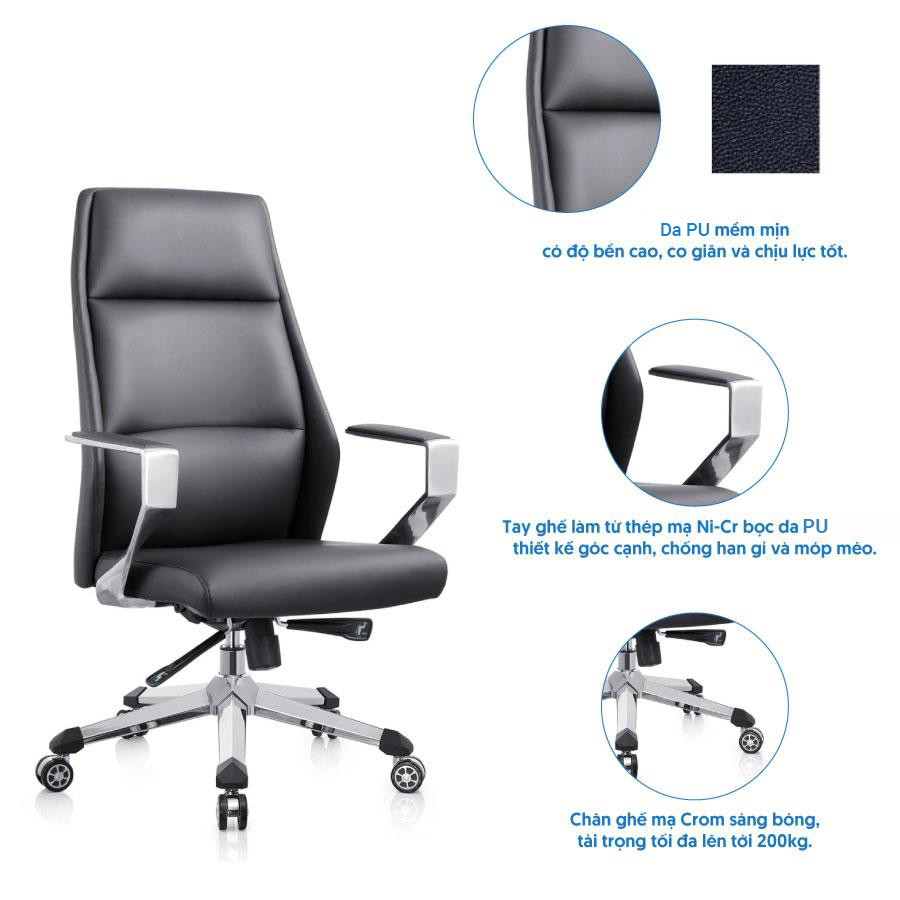 Da PU mềm mịn
có độ bền cao, co giãn và chịu lực tốt.
Tay ghế làm từ thép mạ Ni-Cr bọc da PU
thiết kế góc cạnh, chống han gỉ và móp méo.
Chân ghế mạ Crom sáng bóng,
tải trọng tối đa lên tới 200kg.